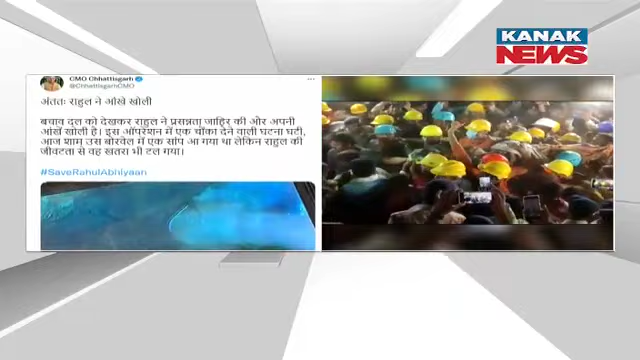 KANAK
NEWS
CMO Chhattisgarh
@ChhattisgarhCMO
अंततः राहुल ने आंखे खोली
बचाव दल को देखकर राहुल ने प्रसन्नता जाहिर की और अपनी
आंखें खोली है। इस ऑपरेशन में एक चौंका देने वाली घटना घटी,
आज शाम उस बोरवेल में एक सांप आ गया था लेकिन राहुल की
जीवटता से वह खतरा भी टल गया।
#SaveRahulAbhiyaan